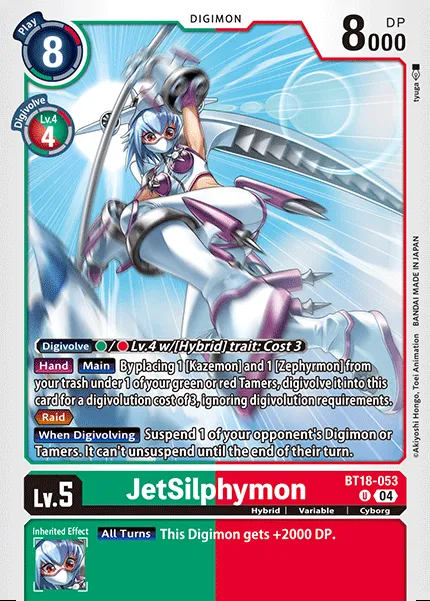 DIGIMON
Play
8
DP
8000
Digivolve
Lv.4
4
tyuga
©Akiyoshi Hongo, Toei Animation BANDAI MADE IN JAPAN
Digivolve / Lv.4 w/[Hybrid] trait: Cost 3
Hand Main By placing 1 [Kazemon] and 1 [Zephyrmon] from
your trash under 1 of your green or red Tamers, digivolve it into this
card for a digivolution cost of 3, ignoring digivolution requirements.
Raid
When Digivolving Suspend 1 of your opponent's Digimon or
Tamers. It can't unsuspend until the end of their turn.
Lv.5
JetSilphymon
BT18-053
U 04
Hybrid | Variable | Cyborg
Inherited Effect
All Turns This Digimon gets +2000 DP.